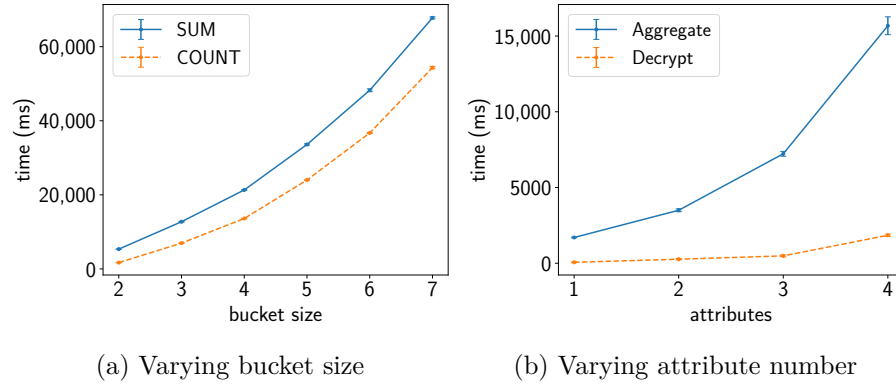 SUM
COUNT
60,000
40,000
20,000
0
time (ms)
2 3 4 5 6 7
bucket size
(a) Varying bucket size
Aggregate
Decrypt
15,000
10,000
5000
0
time (ms)
1 2 3 4
attributes
(b) Varying attribute number